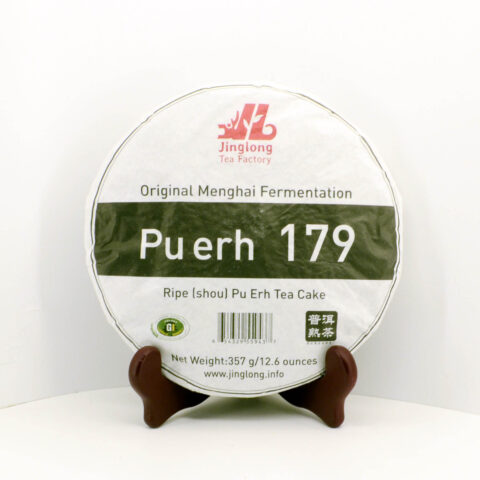 Jinglong
Tea Factory
Original Menghai Fermentation
Pu erh 179
Ripe (shou) Pu Erh Tea Cake
GI
普洱
熟茶
Net Weight:357 g/12.6 ounces
www.jinglong.info